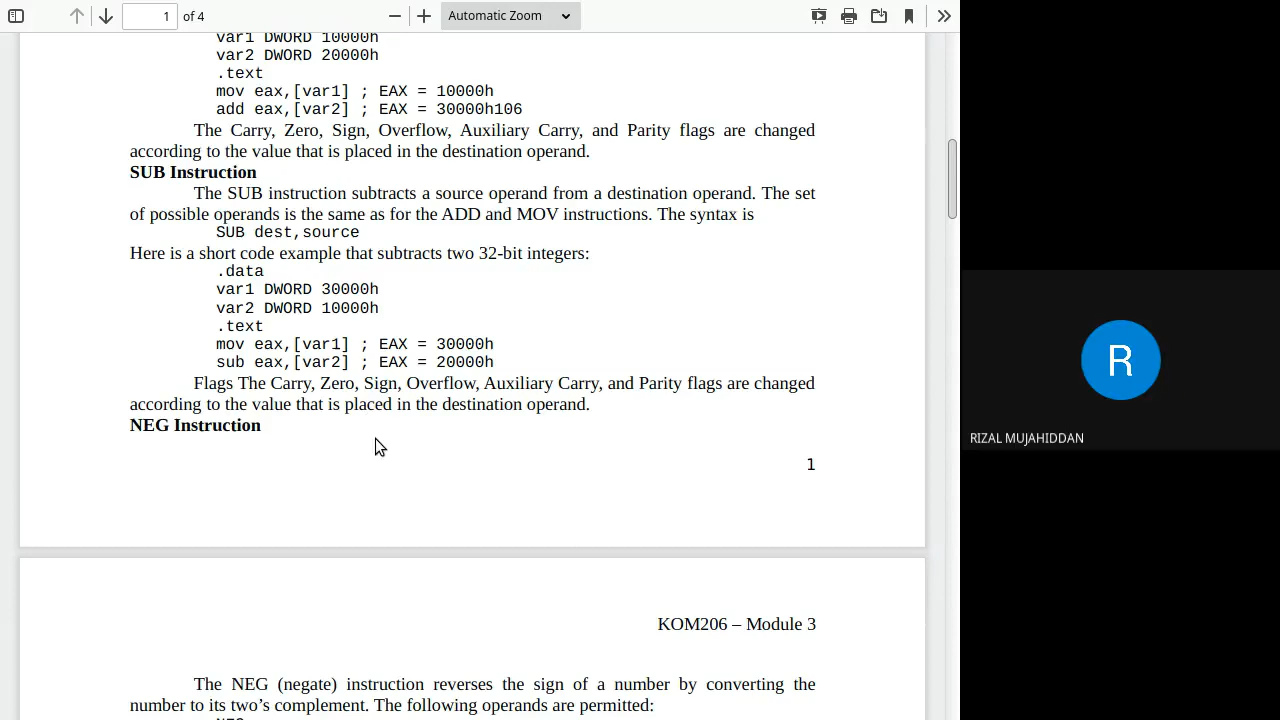 1 of 4 Automatic Zoom
var1 DWORD 10000h
var2 DWORD 20000h
.text
mov eax,[var1] ; EAX = 10000h
add eax,[var2] ; EAX = 30000h106
The Carry, Zero, Sign, Overflow, Auxiliary Carry, and Parity flags are changed
according to the value that is placed in the destination operand.
SUB Instruction
The SUB instruction subtracts a source operand from a destination operand. The set
of possible operands is the same as for the ADD and MOV instructions. The syntax is
SUB dest,source
Here is a short code example that subtracts two 32-bit integers:
.data
var1 DWORD 30000h
var2 DWORD 10000h
.text
mov eax,[var1] ; EAX = 30000h
sub eax,[var2] ; EAX = 20000h
Flags The Carry, Zero, Sign, Overflow, Auxiliary Carry, and Parity flags are changed
according to the value that is placed in the destination operand.
NEG Instruction
1
KOM206 – Module 3
The NEG (negate) instruction reverses the sign of a number by converting the
number to its two’s complement. The following operands are permitted:
R
RIZAL MUJAHIDDAN